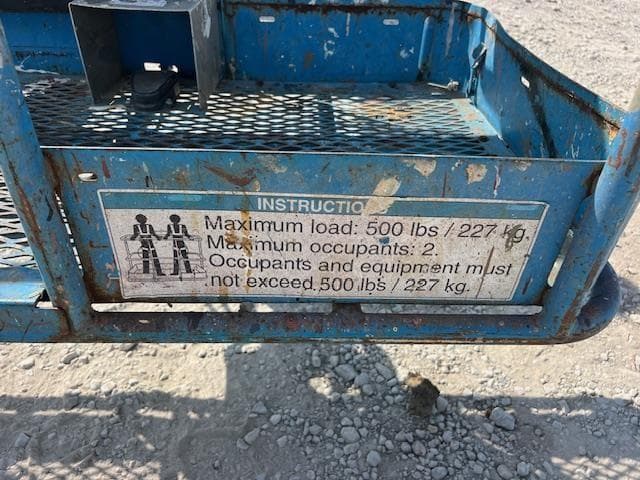 INSTRUCTIO
Maximum load: 500 lbs / 227 kg.
Maximum occupants: 2.
Occupants and equipment must
not exceed 500 lbs / 227 kg.